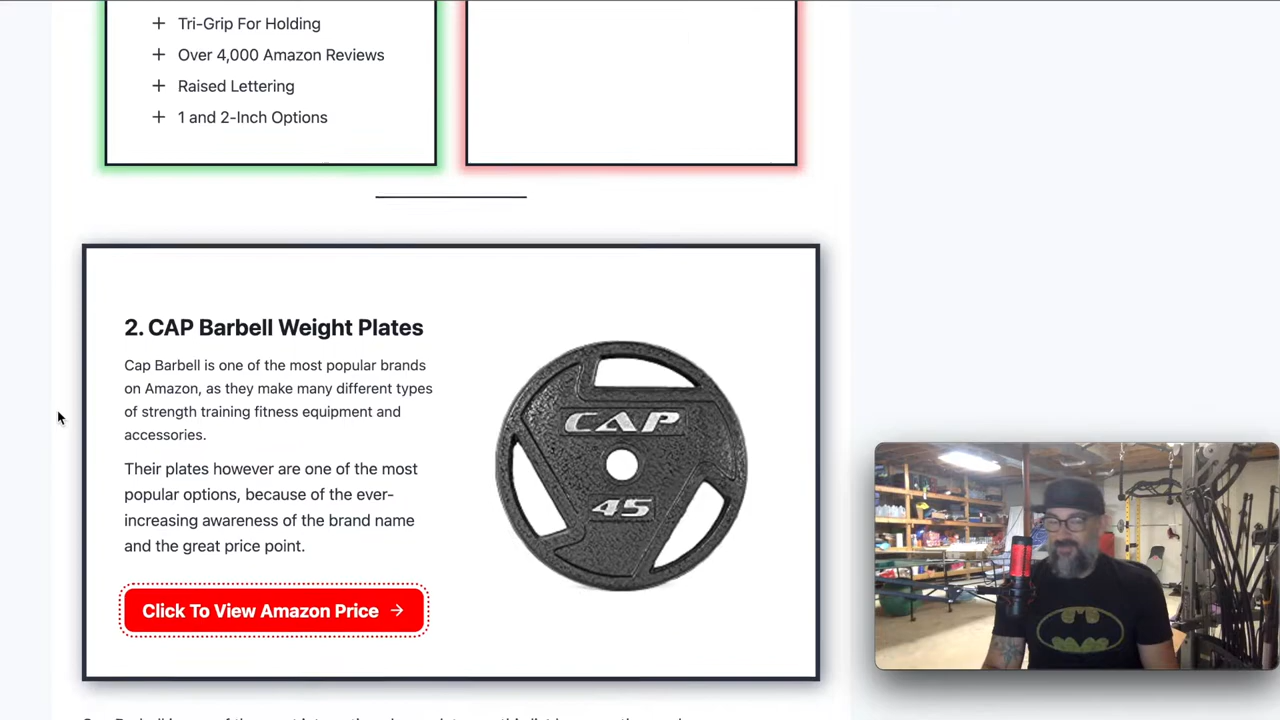 Tri-Grip For Holding
Over 4,000 Amazon Reviews
Raised Lettering
1 and 2-Inch Options
2. CAP Barbell Weight Plates
Cap Barbell is one of the most popular brands
on Amazon, as they make many different types
of strength training fitness equipment and
accessories.
Their plates however are one of the most
popular options, because of the ever-
increasing awareness of the brand name
and the great price point.
Click To View Amazon Price →
CAP
45